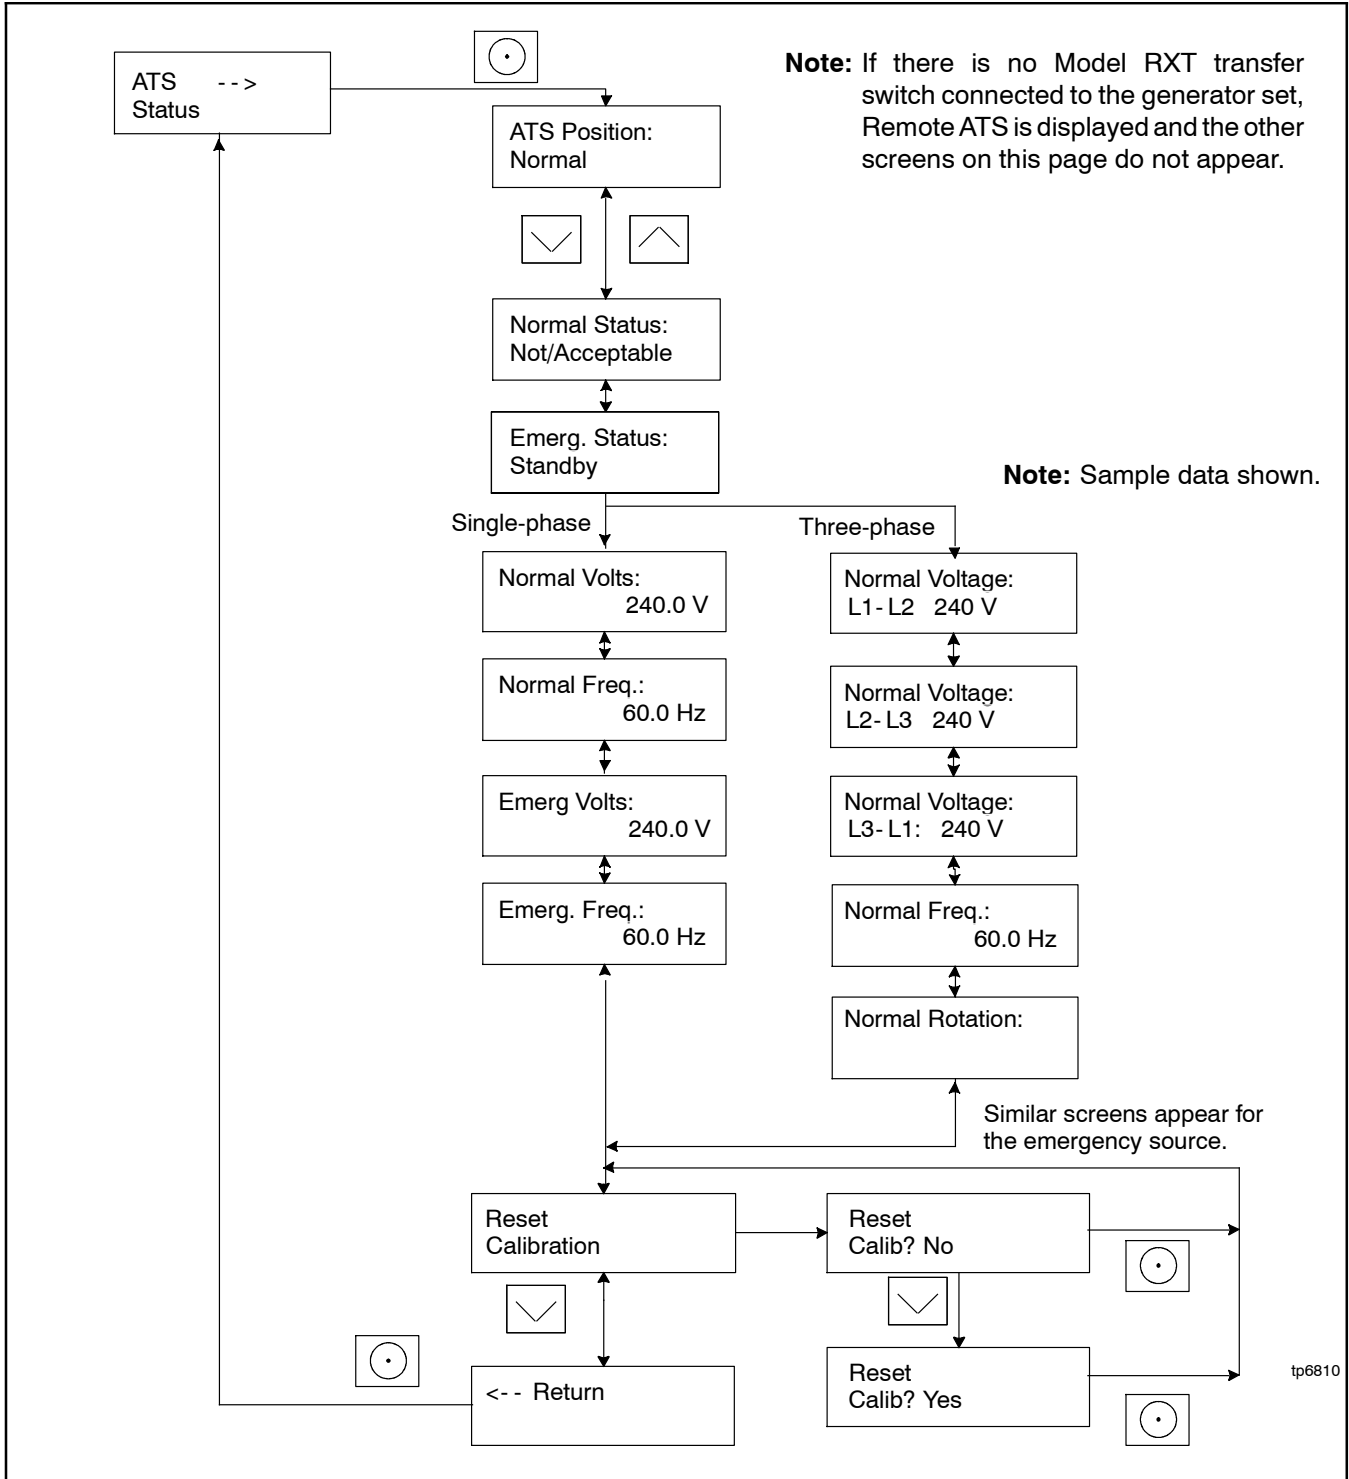 ATS - - >
Status
Note: If there is no Model RXT transfer
switch connected to the generator set,
Remote ATS is displayed and the other
screens on this page do not appear.
ATS Position:
Normal
Normal Status:
Not/Acceptable
Emerg. Status:
Standby
Note: Sample data shown.
Single-phase
Three-phase
Normal Volts:
240.0 V
Normal Freq.:
60.0 Hz
Emerg Volts:
240.0 V
Emerg. Freq.:
60.0 Hz
Normal Voltage:
L1- L2 240 V
Normal Voltage:
L2- L3 240 V
Normal Voltage:
L3- L1: 240 V
Normal Freq.:
60.0 Hz
Normal Rotation:
Similar screens appear for
the emergency source.
Reset
Calibration
Reset
Calib? No
<- - Return
Reset
Calib? Yes
tp6810